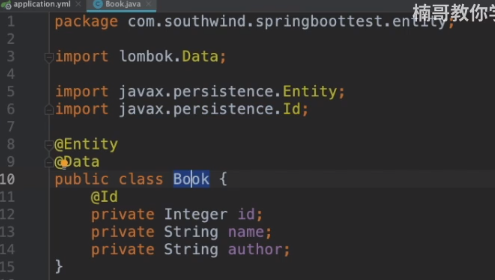 application.yml Book.java 楠哥教你学
1 package com.southwind.springboottest.entity;
2
3 import lombok.Data;
4
5 import javax.persistence.Entity;
6 import javax.persistence.Id;
7
8 @Entity
9 @Data
10 public class Book {
11 @Id
12 private Integer id;
13 private String name;
14 private String author;
15 }